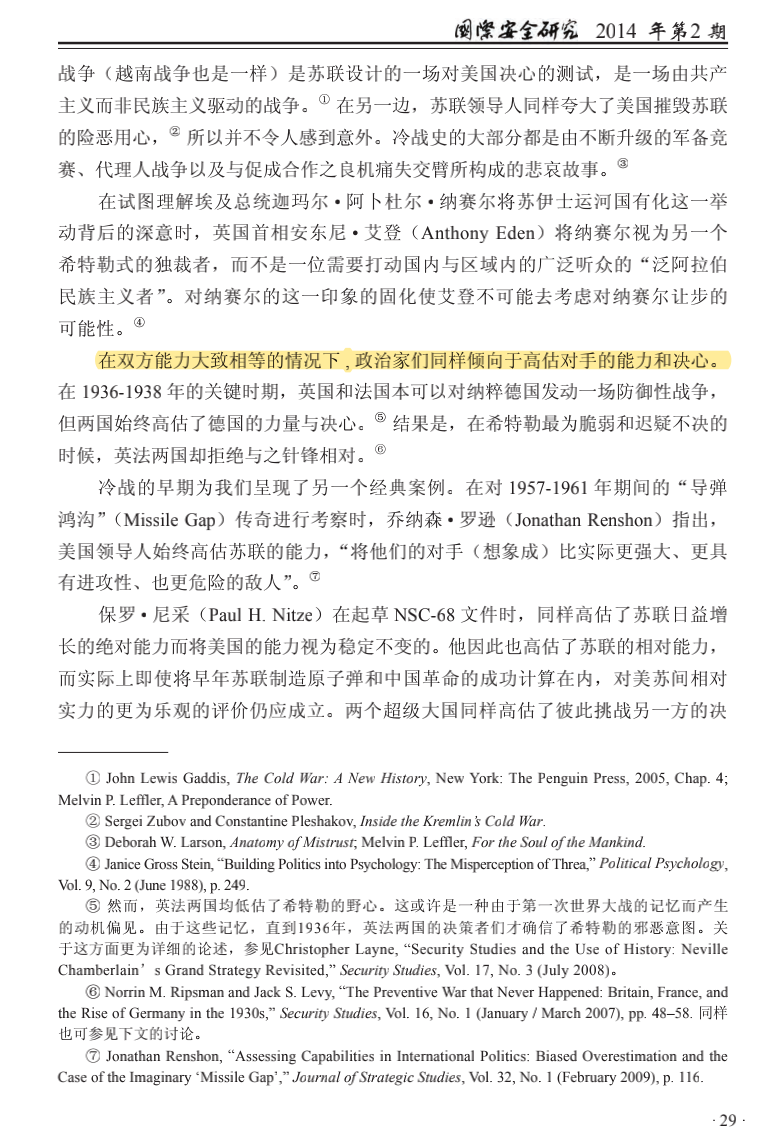 國際安全研究 2014 年第2 期
战争（越南战争也是一样）是苏联设计的一场对美国决心的测试，是一场由共产
主义而非民族主义驱动的战争。① 在另一边，苏联领导人同样夸大了美国摧毁苏联
的险恶用心，② 所以并不令人感到意外。冷战史的大部分都是由不断升级的军备竞
赛、代理人战争以及与促成合作之良机痛失交臂所构成的悲哀故事。③
在试图理解埃及总统迦玛尔·阿卜杜尔·纳赛尔将苏伊士运河国有化这一举
动背后的深意时，英国首相安东尼·艾登（Anthony Eden）将纳赛尔视为另一个
希特勒式的独裁者，而不是一位需要打动国内与区域内的广泛听众的“泛阿拉伯
民族主义者”。对纳赛尔的这一印象的固化使艾登不可能去考虑对纳赛尔让步的
可能性。④
在双方能力大致相等的情况下，政治家们同样倾向于高估对手的能力和决心。
在 1936-1938 年的关键时期，英国和法国本可以对纳粹德国发动一场防御性战争，
但两国始终高估了德国的力量与决心。⑤ 结果是，在希特勒最为脆弱和迟疑不决的
时候，英法两国却拒绝与之针锋相对。⑥
冷战的早期为我们呈现了另一个经典案例。在对 1957-1961 年期间的“导弹
鸿沟”（Missile Gap）传奇进行考察时，乔纳森·罗逊（Jonathan Renshon）指出，
美国领导人始终高估苏联的能力，“将他们的对手（想象成）比实际更强大、更具
有进攻性、也更危险的敌人”。⑦
保罗·尼采（Paul H. Nitze）在起草 NSC-68 文件时，同样高估了苏联日益增
长的绝对能力而将美国的能力视为稳定不变的。他因此也高估了苏联的相对能力，
而实际上即使将早年苏联制造原子弹和中国革命的成功计算在内，对美苏间相对
实力的更为乐观的评价仍应成立。两个超级大国同样高估了彼此挑战另一方的决
① John Lewis Gaddis, The Cold War: A New History, New York: The Penguin Press, 2005, Chap. 4;
Melvin P. Leffler, A Preponderance of Power.
② Sergei Zubov and Constantine Pleshakov, Inside the Kremlin’s Cold War.
③ Deborah W. Larson, Anatomy of Mistrust; Melvin P. Leffler, For the Soul of the Mankind.
④ Janice Gross Stein, “Building Politics into Psychology: The Misperception of Threa,” Political Psychology,
Vol. 9, No. 2 (June 1988), p. 249.
⑤ 然而，英法两国均低估了希特勒的野心。这或许是一种由于第一次世界大战的记忆而产生
的动机偏见。由于这些记忆，直到1936年，英法两国的决策者们才确信了希特勒的邪恶意图。关
于这方面更为详细的论述，参见Christopher Layne, “Security Studies and the Use of History: Neville
Chamberlain’s Grand Strategy Revisited,” Security Studies, Vol. 17, No. 3 (July 2008)。
⑥ Norrin M. Ripsman and Jack S. Levy, “The Preventive War that Never Happened: Britain, France, and
the Rise of Germany in the 1930s,” Security Studies, Vol. 16, No. 1 (January / March 2007), pp. 48–58. 同样
也可参见下文的讨论。
⑦ Jonathan Renshon, “Assessing Capabilities in International Politics: Biased Overestimation and the
Case of the Imaginary ‘Missile Gap’,” Journal of Strategic Studies, Vol. 32, No. 1 (February 2009), p. 116.
· 29 ·